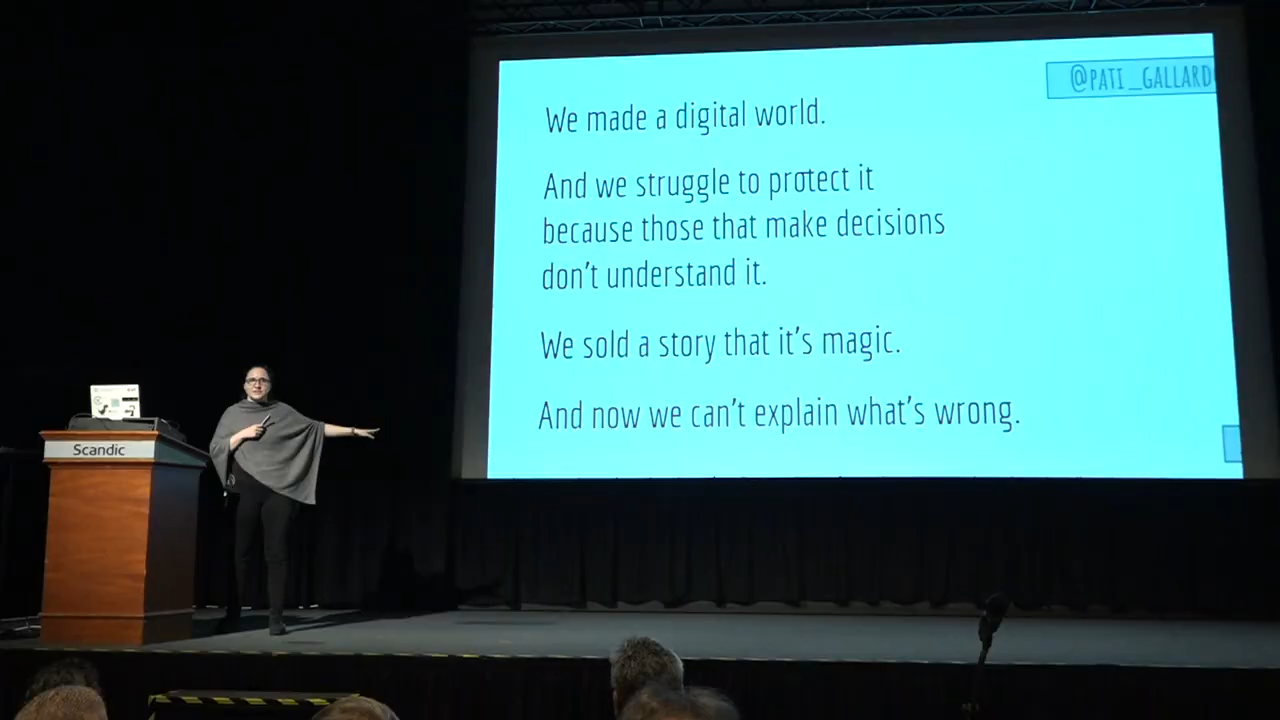 @PATI_GALLARD
We made a digital world.
And we struggle to protect it
because those that make decisions
don't understand it.
We sold a story that it's magic.
And now we can't explain what's wrong.
Scandic